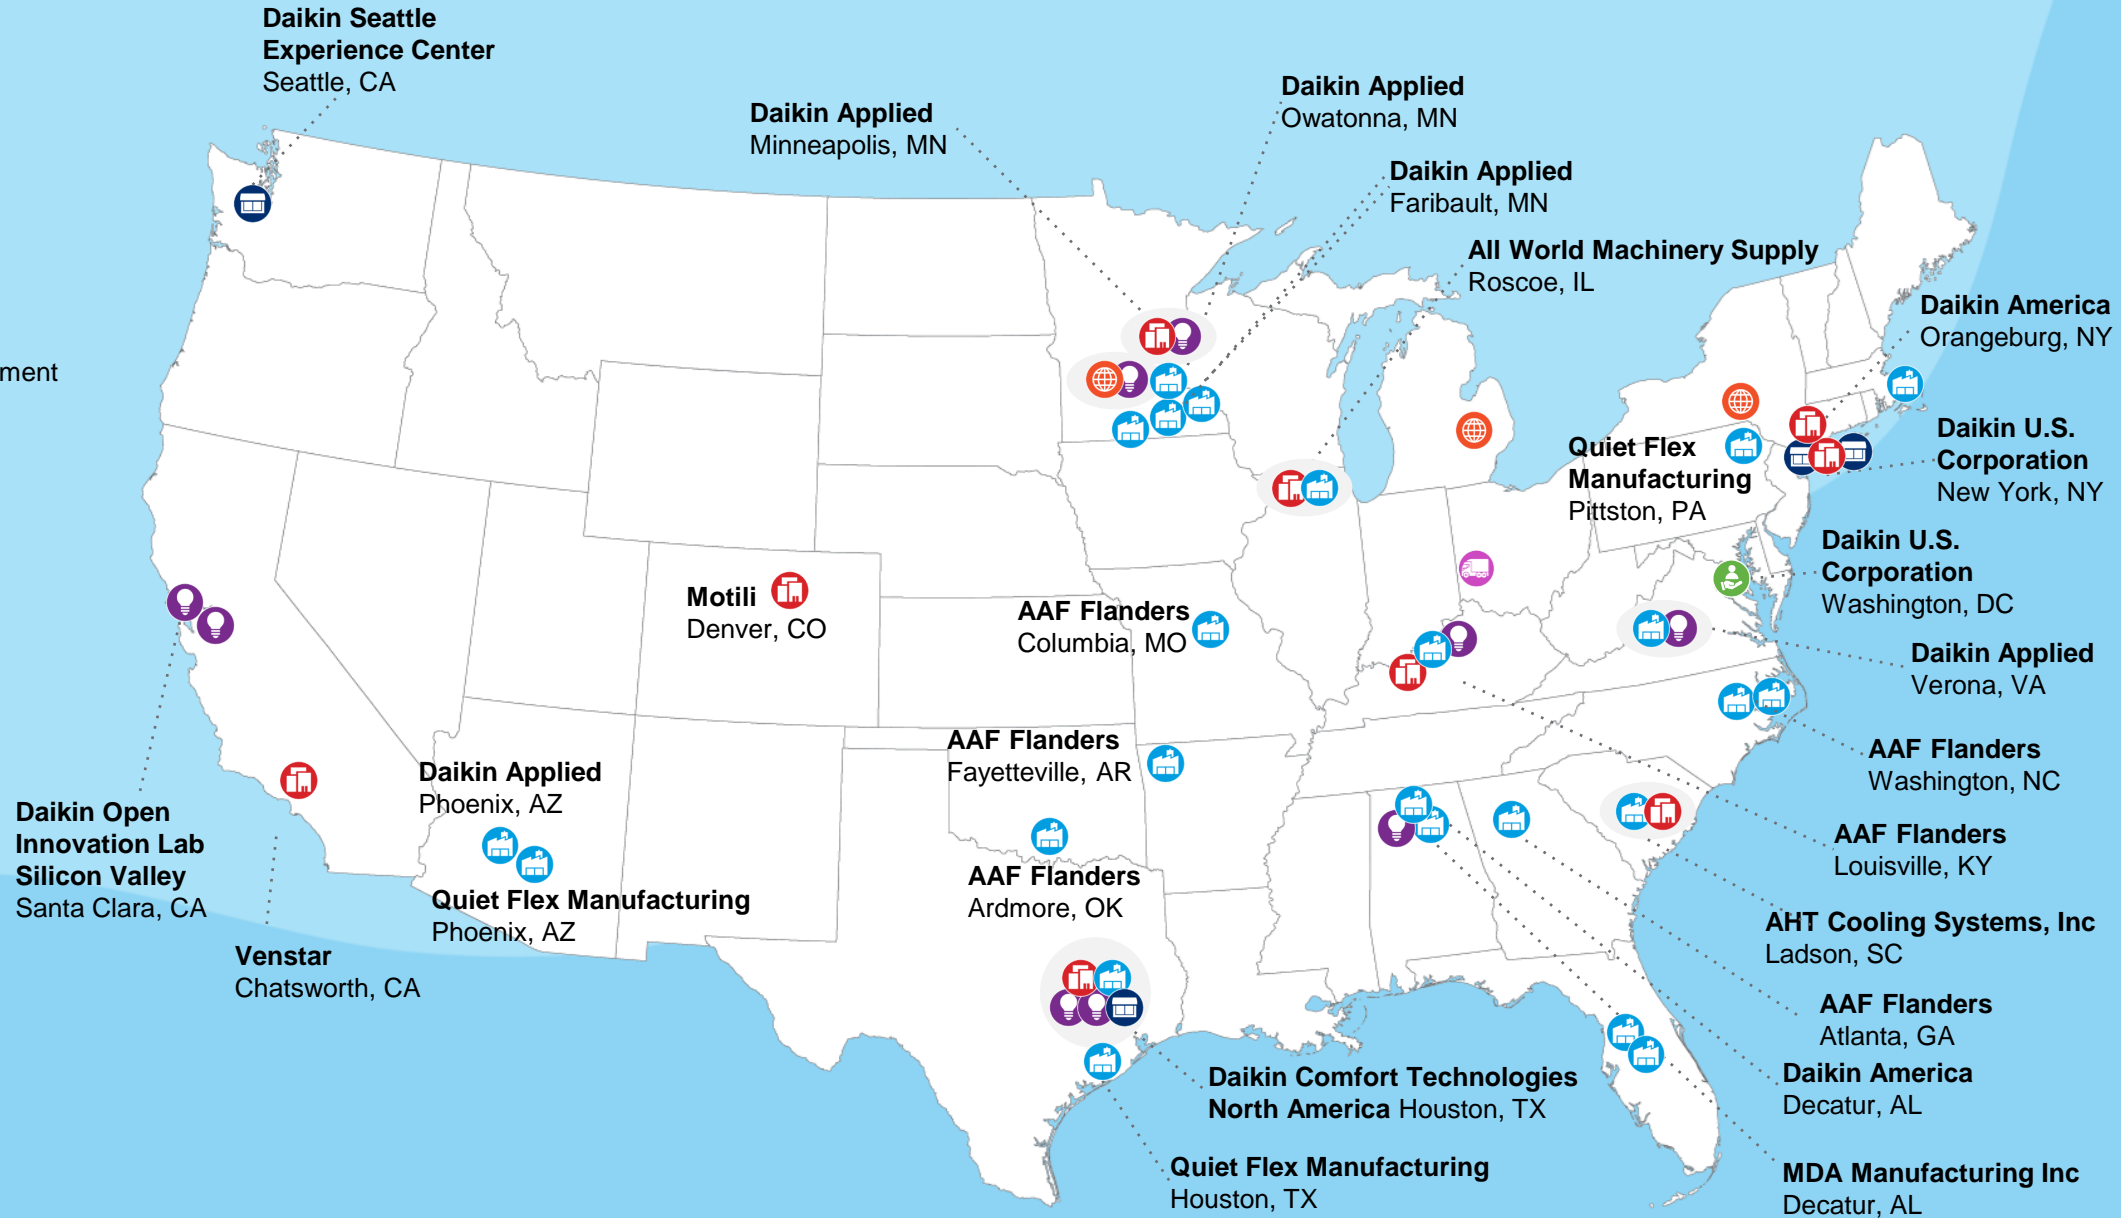 Daikin Seattle
Experience Center
Seattle, CA
Daikin Applied
Minneapolis, MN
Daikin Applied
Owatonna, MN
Daikin Applied
Faribault, MN
All World Machinery Supply
Roscoe, IL
Daikin America
Orangeburg, NY
ment
Daikin U.S.
Corporation
New York, NY
Quiet Flex
Manufacturing
Pittston, PA
Daikin U.S.
Corporation
Washington, DC
Motili
Denver, CO
AAF Flanders
Columbia, MO
Daikin Applied
Verona, VA
AAF Flanders
Washington, NC
AAF Flanders
Fayetteville, AR
Daikin Applied
Phoenix, AZ
Daikin Open
Innovation Lab
Silicon Valley
Santa Clara, CA
AAF Flanders
Louisville, KY
Quiet Flex Manufacturing
Phoenix, AZ
AAF Flanders
Ardmore, OK
AHT Cooling Systems, Inc
Ladson, SC
Venstar
Chatsworth, CA
AAF Flanders
Atlanta, GA
Daikin Comfort Technologies
North America Houston, TX
Daikin America
Decatur, AL
Quiet Flex Manufacturing
Houston, TX
MDA Manufacturing Inc
Decatur, AL